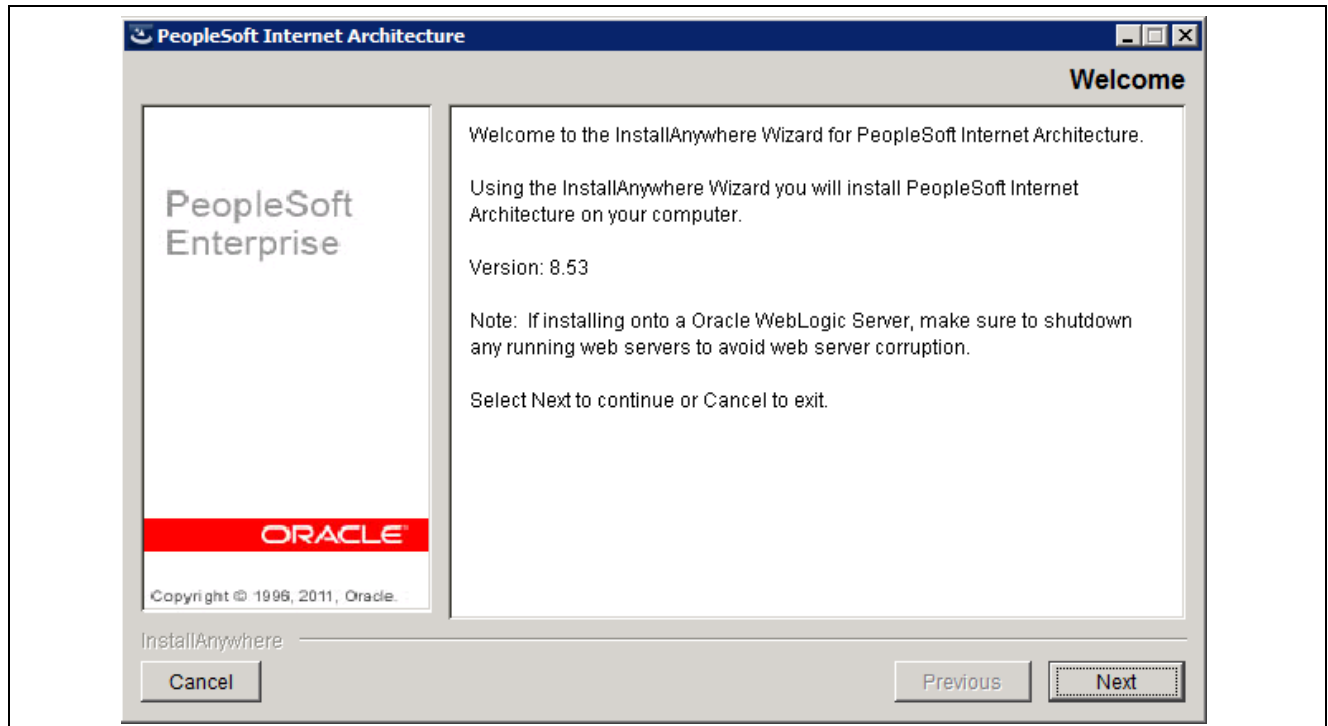 PeopleSoft Internet Architecture
Welcome
PeopleSoft
Enterprise
ORACLE
Copyright © 1996, 2011, Oracle.
Welcome to the InstallAnywhere Wizard for PeopleSoft Internet Architecture.
Using the InstallAnywhere Wizard you will install PeopleSoft Internet
Architecture on your computer.
Version: 8.53
Note: If installing onto a Oracle WebLogic Server, make sure to shutdown
any running web servers to avoid web server corruption.
Select Next to continue or Cancel to exit.
InstallAnywhere
Cancel
Previous
Next